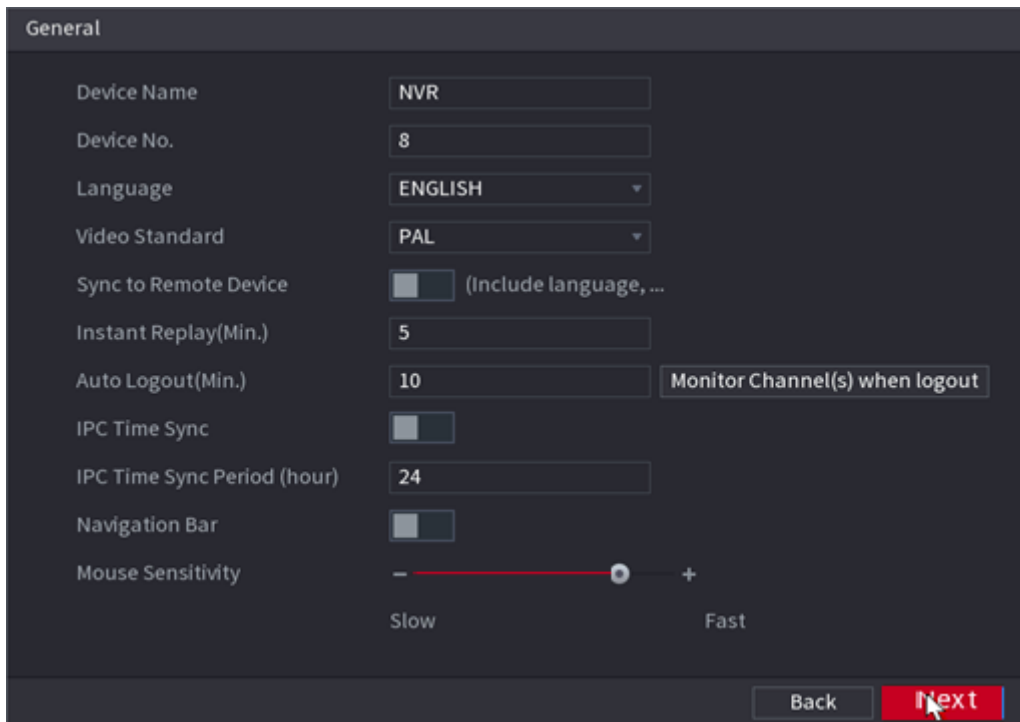 General
Device Name NVR
Device No. 8
Language ENGLISH
Video Standard PAL
Sync to Remote Device (Include language, ...
Instant Replay(Min.) 5
Auto Logout(Min.) 10 Monitor Channel(s) when logout
IPC Time Sync
IPC Time Sync Period (hour) 24
Navigation Bar
Mouse Sensitivity − +
Slow Fast
Back Next